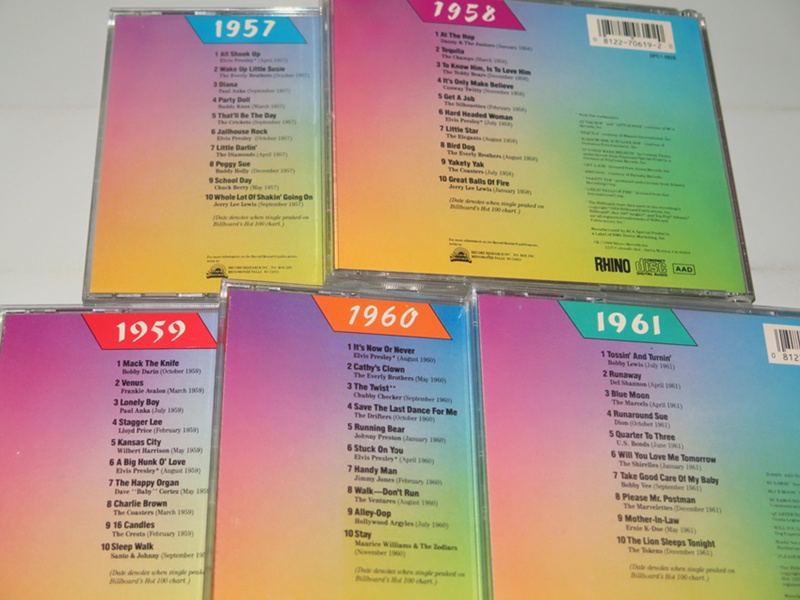 1957
1 All Shook Up
Elvis Presley* (April 1957)
2 Wake Up Little Susie
The Everly Brothers (October 1957)
3 Diana
Paul Anka (September 1957)
4 Party Doll
Buddy Knox (March 1957)
5 That'll Be The Day
The Crickets (September 1957)
6 Jailhouse Rock
Elvis Presley (October 1957)
7 Little Darlin'
The Diamonds (April 1957)
8 Peggy Sue
Buddy Holly (December 1957)
9 School Day
Chuck Berry (May 1957)
10 Whole Lot Of Shakin' Going On
Jerry Lee Lewis (September 1957)
(Date denotes when single peaked on
Billboard's Hot 100 chart.)
1958
1 At The Hop
Danny & The Juniors (January 1958)
2 Tequila
The Champs (March 1958)
3 To Know Him, Is To Love Him
The Teddy Bears (December 1958)
4 It's Only Make Believe
Conway Twitty (November 1958)
5 Get A Job
The Silhouettes (February 1958)
6 Hard Headed Woman
Elvis Presley* (July 1958)
7 Little Star
The Elegants (August 1958)
8 Bird Dog
The Everly Brothers (August 1958)
9 Yakety Yak
The Coasters (July 1958)
10 Great Balls Of Fire
Jerry Lee Lewis (January 1958)
(Date denotes when single peaked on
Billboard's Hot 100 chart.)
0 8122-70619-2 0
RHINO
COMPACT
disc
DIGITAL AUDIO
AAD
1959
1 Mack The Knife
Bobby Darin (October 1959)
2 Venus
Frankie Avalon (March 1959)
3 Lonely Boy
Paul Anka (July 1959)
4 Stagger Lee
Lloyd Price (February 1959)
5 Kansas City
Wilbert Harrison (May 1959)
6 A Big Hunk O' Love
Elvis Presley* (August 1959)
7 The Happy Organ
Dave "Baby" Cortez (May 195
8 Charlie Brown
The Coasters (March 1959)
9 16 Candles
The Crests (February 1959)
10 Sleep Walk
Santo & Johnny (September 195
(Date denotes when single peaked
Billboard's Hot 100 chart.)
1960
1 It's Now Or Never
Elvis Presley* (August 1960)
2 Cathy's Clown
The Everly Brothers (May 1960)
3 The Twist**
Chubby Checker (September 1960)
4 Save The Last Dance For Me
The Drifters (October 1960)
5 Running Bear
Johnny Preston (January 1960)
6 Stuck On You
Elvis Presley* (April 1960)
7 Handy Man
Jimmy Jones (February 1960)
8 Walk—Don't Run
The Ventures (August 1960)
9 Alley-Oop
Hollywood Argyles (July 1960)
10 Stay
Maurice Williams & The Zodiacs
(November 1960)
(Date denotes when single peaked on
Billboard's Hot 100 chart.)
1961
1 Tossin' And Turnin'
Bobby Lewis (July 1961)
2 Runaway
Del Shannon (April 1961)
3 Blue Moon
The Marcels (April 1961)
4 Runaround Sue
Dion (October 1961)
5 Quarter To Three
U.S. Bonds (June 1961)
6 Will You Love Me Tomorrow
The Shirelles (January 1961)
7 Take Good Care Of My Baby
Bobby Vee (September 1961)
8 Please Mr. Postman
The Marvelettes (December 1961)
9 Mother-In-Law
Ernie K-Doe (May 1961)
10 The Lion Sleeps Tonight
The Tokens (December 1961)
(Date denotes when single peaked on
Billboard's Hot 100 chart.)
0 812